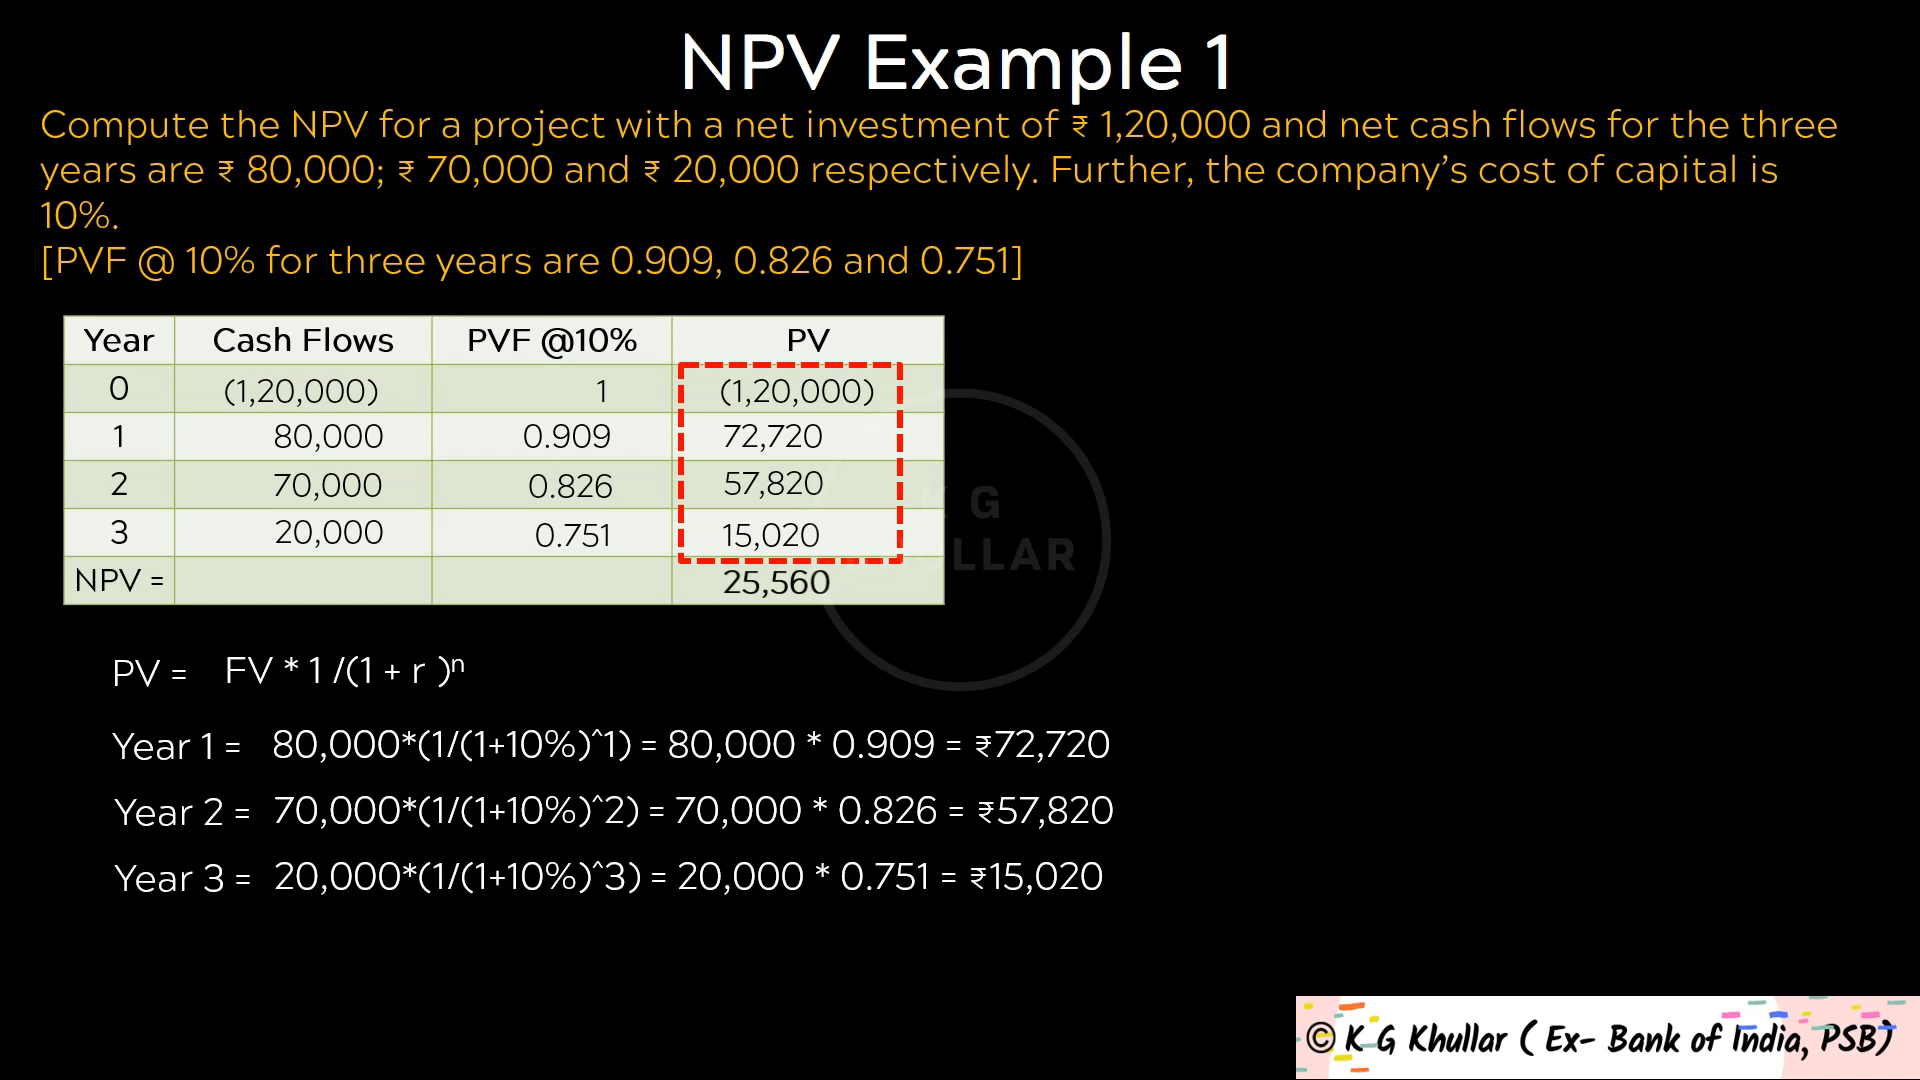 NPV Example 1
Compute the NPV for a project with a net investment of ₹ 1,20,000 and net cash flows for the three
years are ₹ 80,000; ₹ 70,000 and ₹ 20,000 respectively. Further, the company’s cost of capital is
10%.
[PVF @ 10% for three years are 0.909, 0.826 and 0.751]
Year Cash Flows PVF @10% PV
0 (1,20,000) 1 (1,20,000)
1 80,000 0.909 72,720
2 70,000 0.826 57,820
3 20,000 0.751 15,020
NPV = 25,560
K G
LLAR
PV = FV * 1 /(1 + r )ⁿ
Year 1 = 80,000*(1/(1+10%)^1) = 80,000 * 0.909 = ₹72,720
Year 2 = 70,000*(1/(1+10%)^2) = 70,000 * 0.826 = ₹57,820
Year 3 = 20,000*(1/(1+10%)^3) = 20,000 * 0.751 = ₹15,020
© K G Khullar ( Ex- Bank of India, PSB)